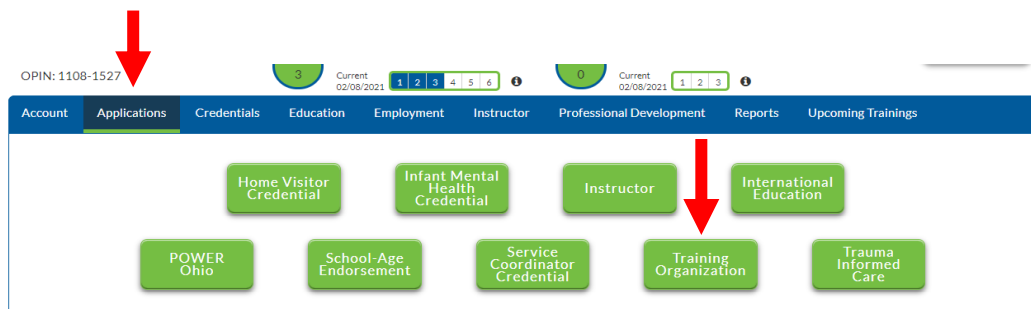 OPIN: 1108-1527
3
Current
02/08/2021
1 2 3 4 5 6
0
Current
02/08/2021
1 2 3
Account Applications Credentials Education Employment Instructor Professional Development Reports Upcoming Trainings
Home Visitor
Credential
Infant Mental
Health
Credential
Instructor
International
Education
POWER
Ohio
School-Age
Endorsement
Service
Coordinator
Credential
Training
Organization
Trauma
Informed
Care